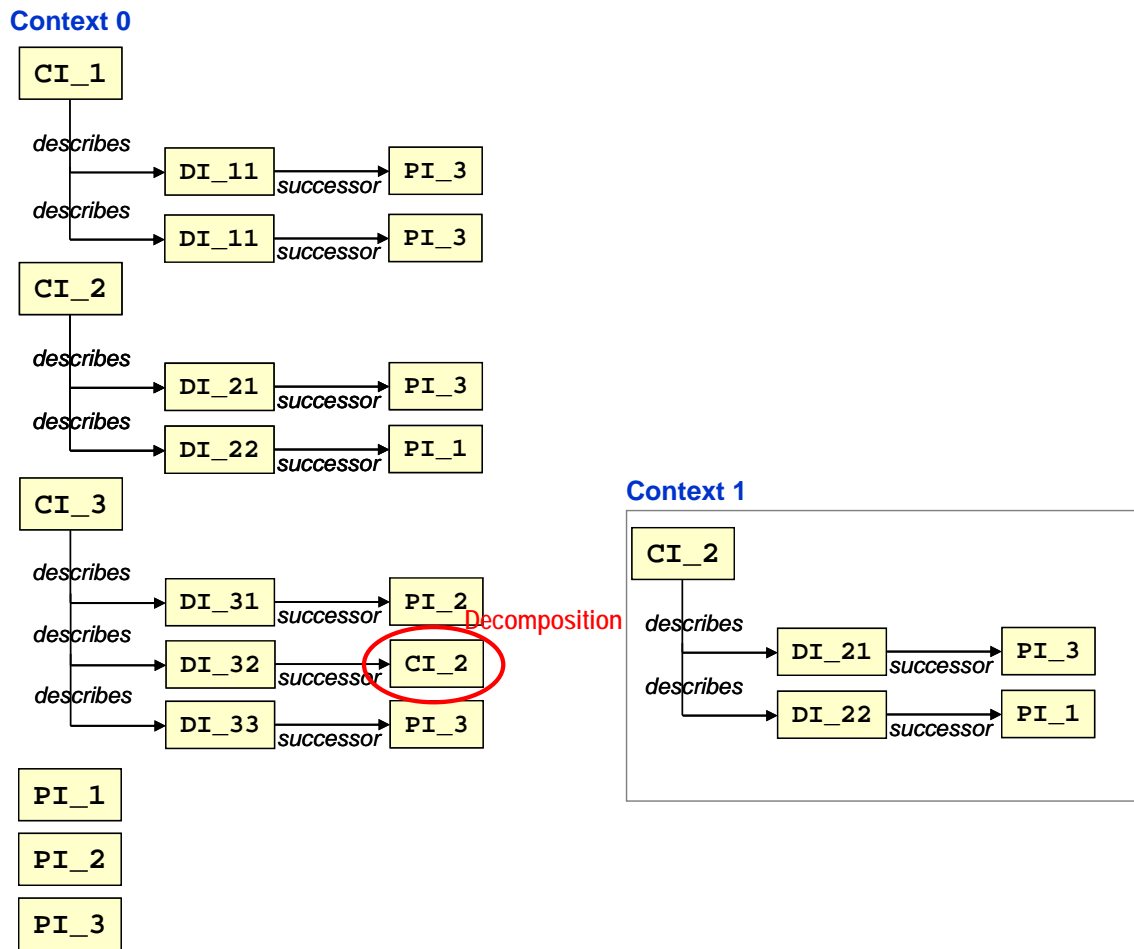 Context 0
CI_1
describes
DI_11 successor PI_3
describes
DI_11 successor PI_3
CI_2
describes
DI_21 successor PI_3
describes
DI_22 successor PI_1
CI_3
describes
DI_31 successor PI_2
Decomposition
describes
DI_32 successor CI_2
describes
DI_33 successor PI_3
PI_1
PI_2
PI_3
Context 1
CI_2
describes
DI_21 successor PI_3
describes
DI_22 successor PI_1